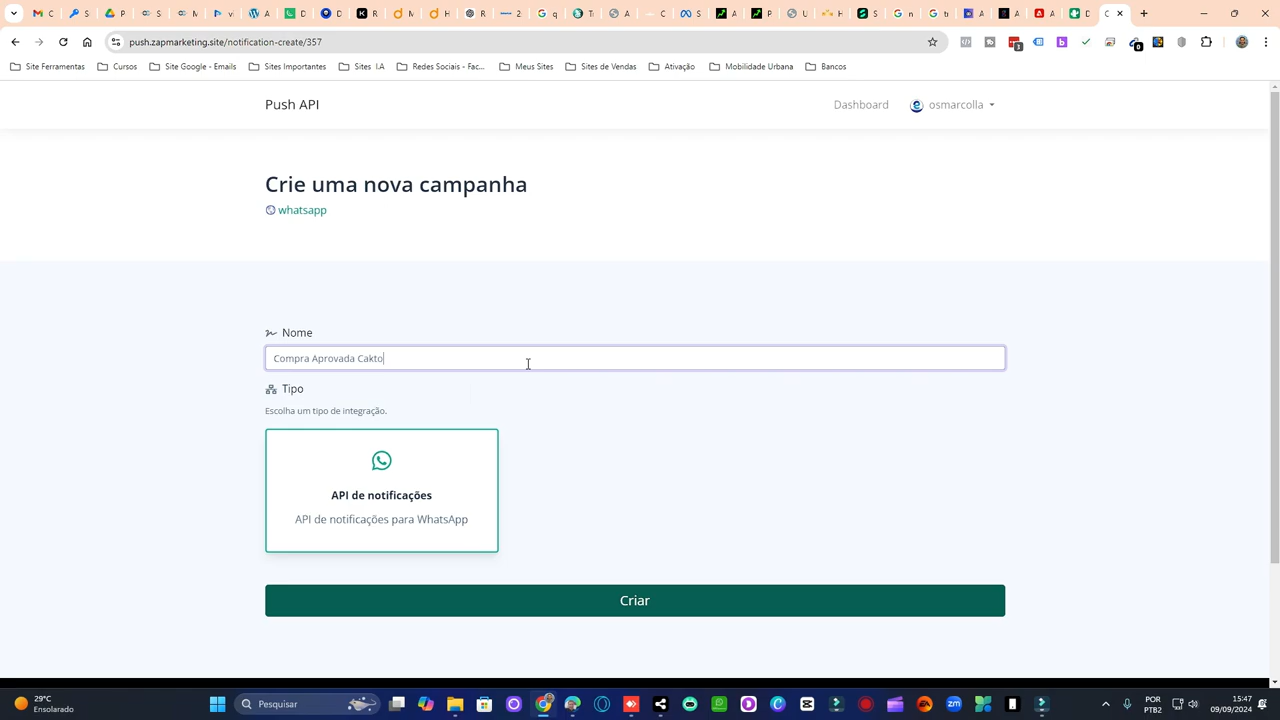 push.zapmarketing.site/notification-create/357
Site Ferramentas
Cursos
Site Google - Emails
Sites Importantes
Sites I.A
Redes Sociais - Fac...
Meus Sites
Sites de Vendas
Ativação
Mobilidade Urbana
Bancos
Push API
Dashboard
osmarcolla
Crie uma nova campanha
whatsapp
Nome
Compra Aprovada Cakto
Tipo
Escolha um tipo de integração.
API de notificações
API de notificações para WhatsApp
Criar
29°C
Ensolarado
Pesquisar
POR
PTB2
15:47
09/09/2024